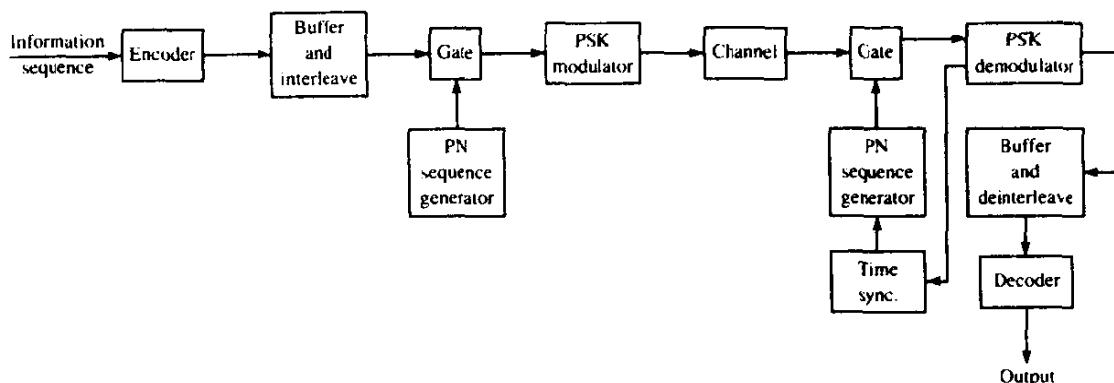 Information
sequence
Encoder
Buffer
and
interleave
Gate
PSK
modulator
Channel
Gate
PSK
demodulator
PN
sequence
generator
PN
sequence
generator
Buffer
and
deinterleave
Time
sync.
Decoder
Output